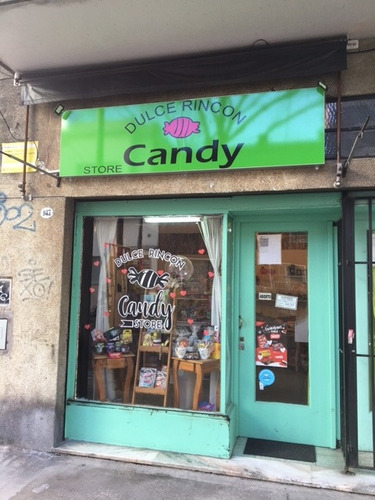 DULCE RINCON
STORE Candy
DULCE RINCON
Candy
STORE